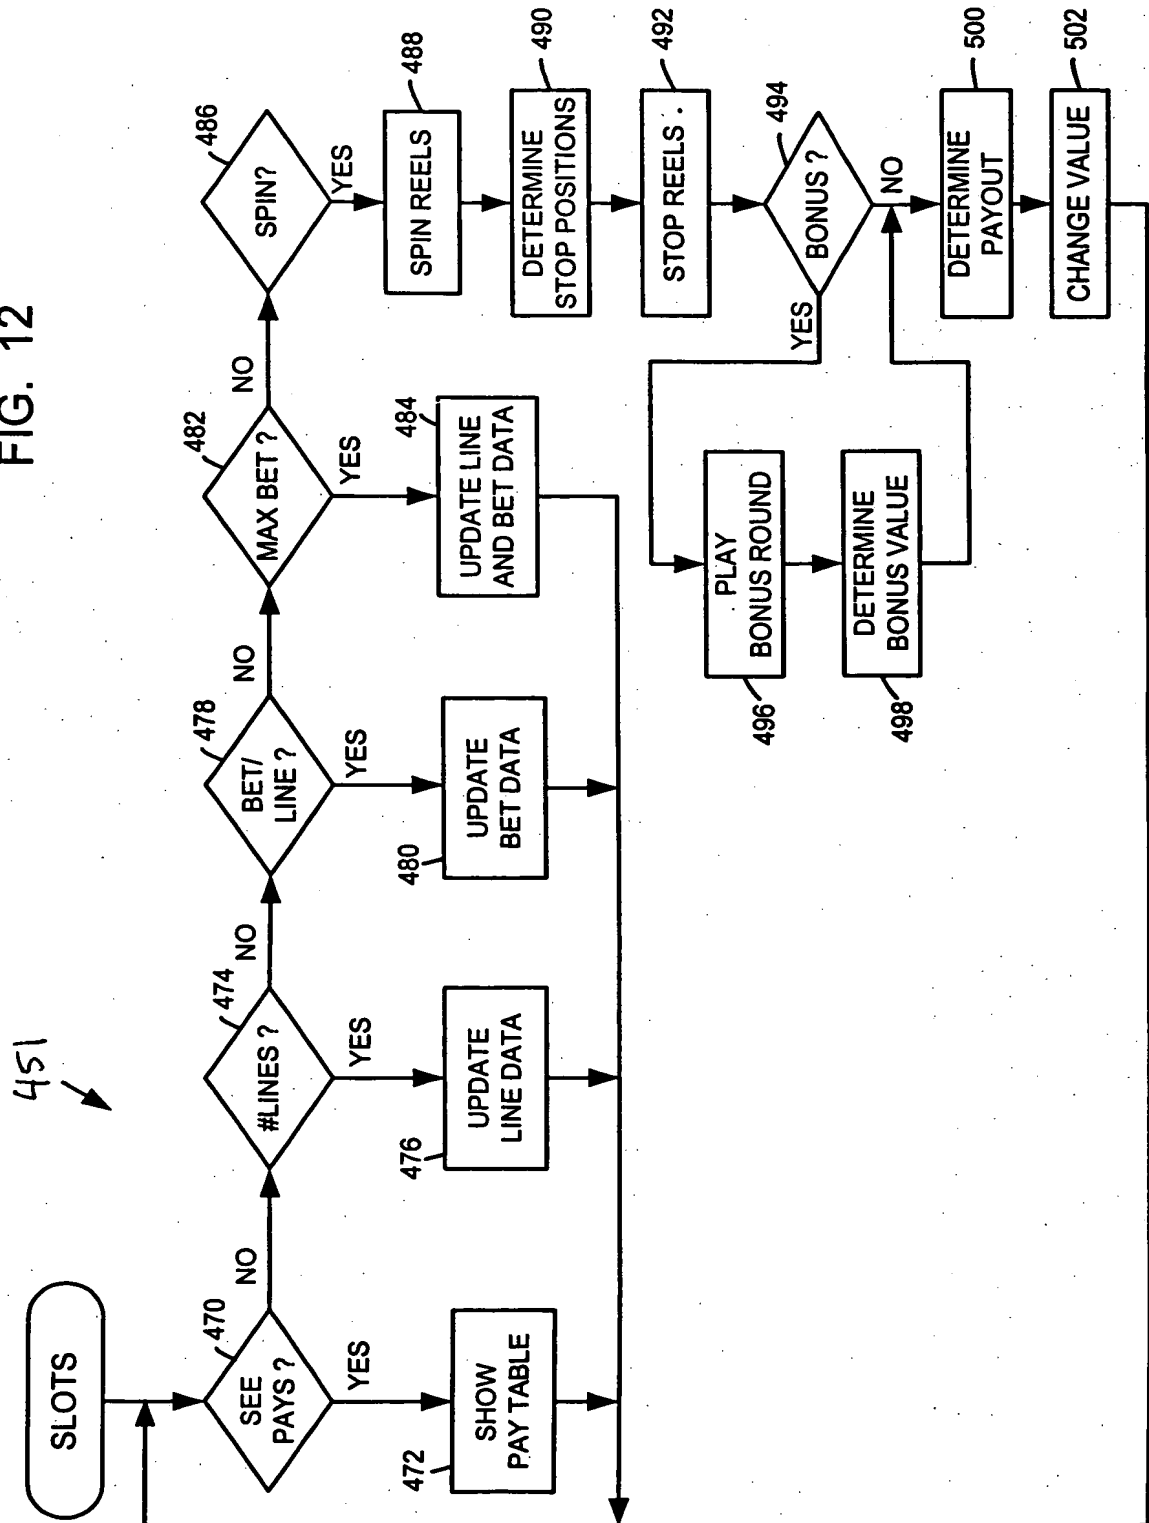 FIG. 12
451
SLOTS
470
SEE
PAYS ?
NO
YES
472
SHOW
PAY TABLE
474
#LINES ?
NO
YES
476
UPDATE
LINE DATA
478
BET/
LINE ?
NO
YES
480
UPDATE
BET DATA
482
MAX BET ?
NO
YES
484
UPDATE LINE
AND BET DATA
486
SPIN?
YES
488
SPIN REELS
490
DETERMINE
STOP POSITIONS
492
STOP REELS
494
BONUS ?
YES
NO
496
PLAY
BONUS ROUND
498
DETERMINE
BONUS VALUE
500
DETERMINE
PAYOUT
502
CHANGE VALUE